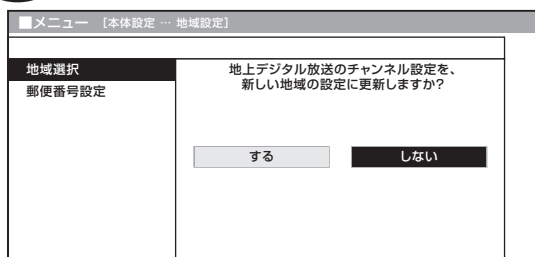 ■メニュー [本体設定 … 地域設定]
地域選択
郵便番号設定
地上デジタル放送のチャンネル設定を、
新しい地域の設定に更新しますか?
する
しない